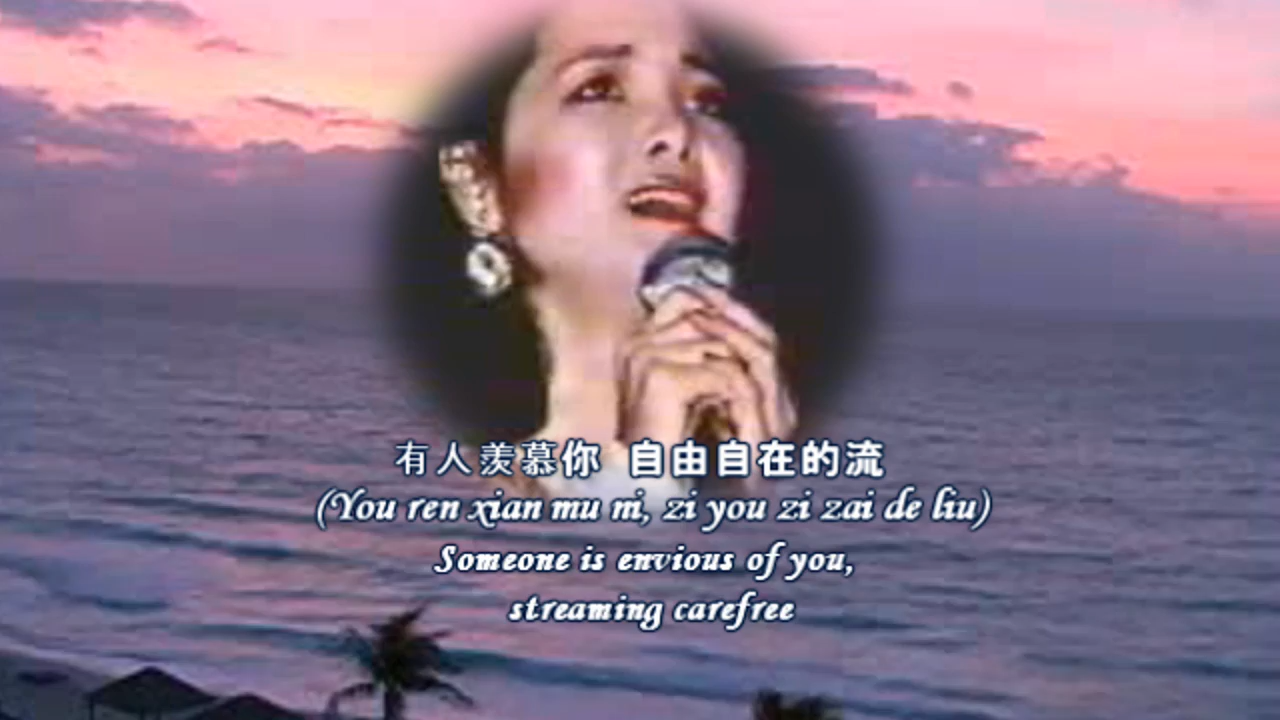 有人羡慕你 自由自在的流
(You ren xian mu ni, zi you zi zai de liu)
Someone is envious of you,
streaming carefree